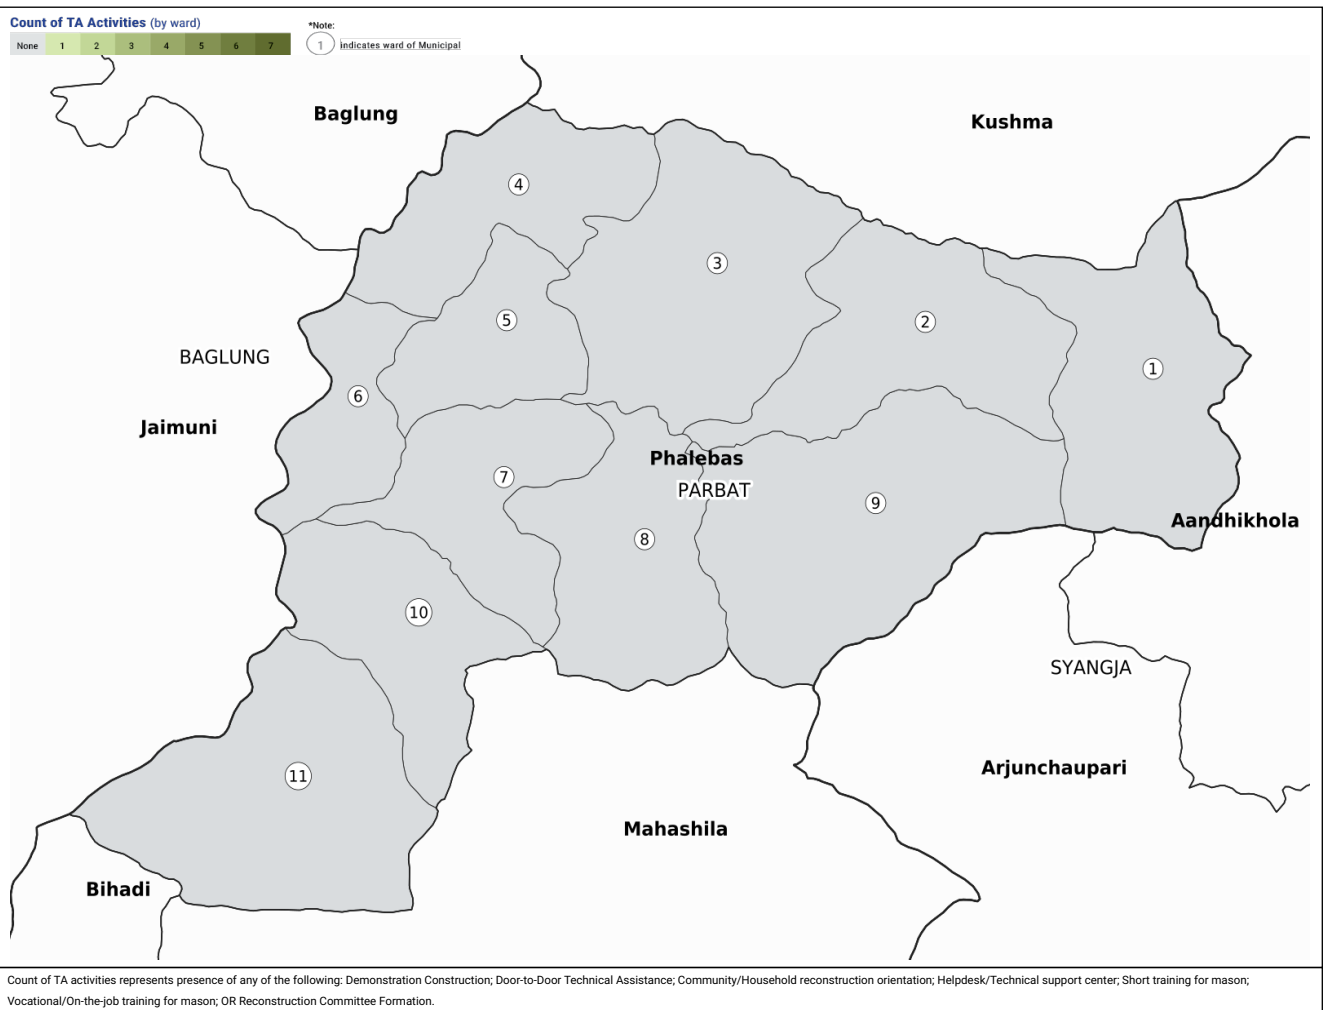 Count of TA Activities (by ward)
*Note:
None 1 2 3 4 5 6 7
1 indicates ward of Municipal
Baglung
Kushma
4
3
5
2
BAGLUNG
1
6
Jaimuni
Phalebas
7
PARBAT
9
Aandhikhola
8
10
SYANGJA
11
Arjunchaupari
Mahashila
Bihadi
Count of TA activities represents presence of any of the following: Demonstration Construction; Door-to-Door Technical Assistance; Community/Household reconstruction orientation; Helpdesk/Technical support center; Short training for mason;
Vocational/On-the-job training for mason; OR Reconstruction Committee Formation.